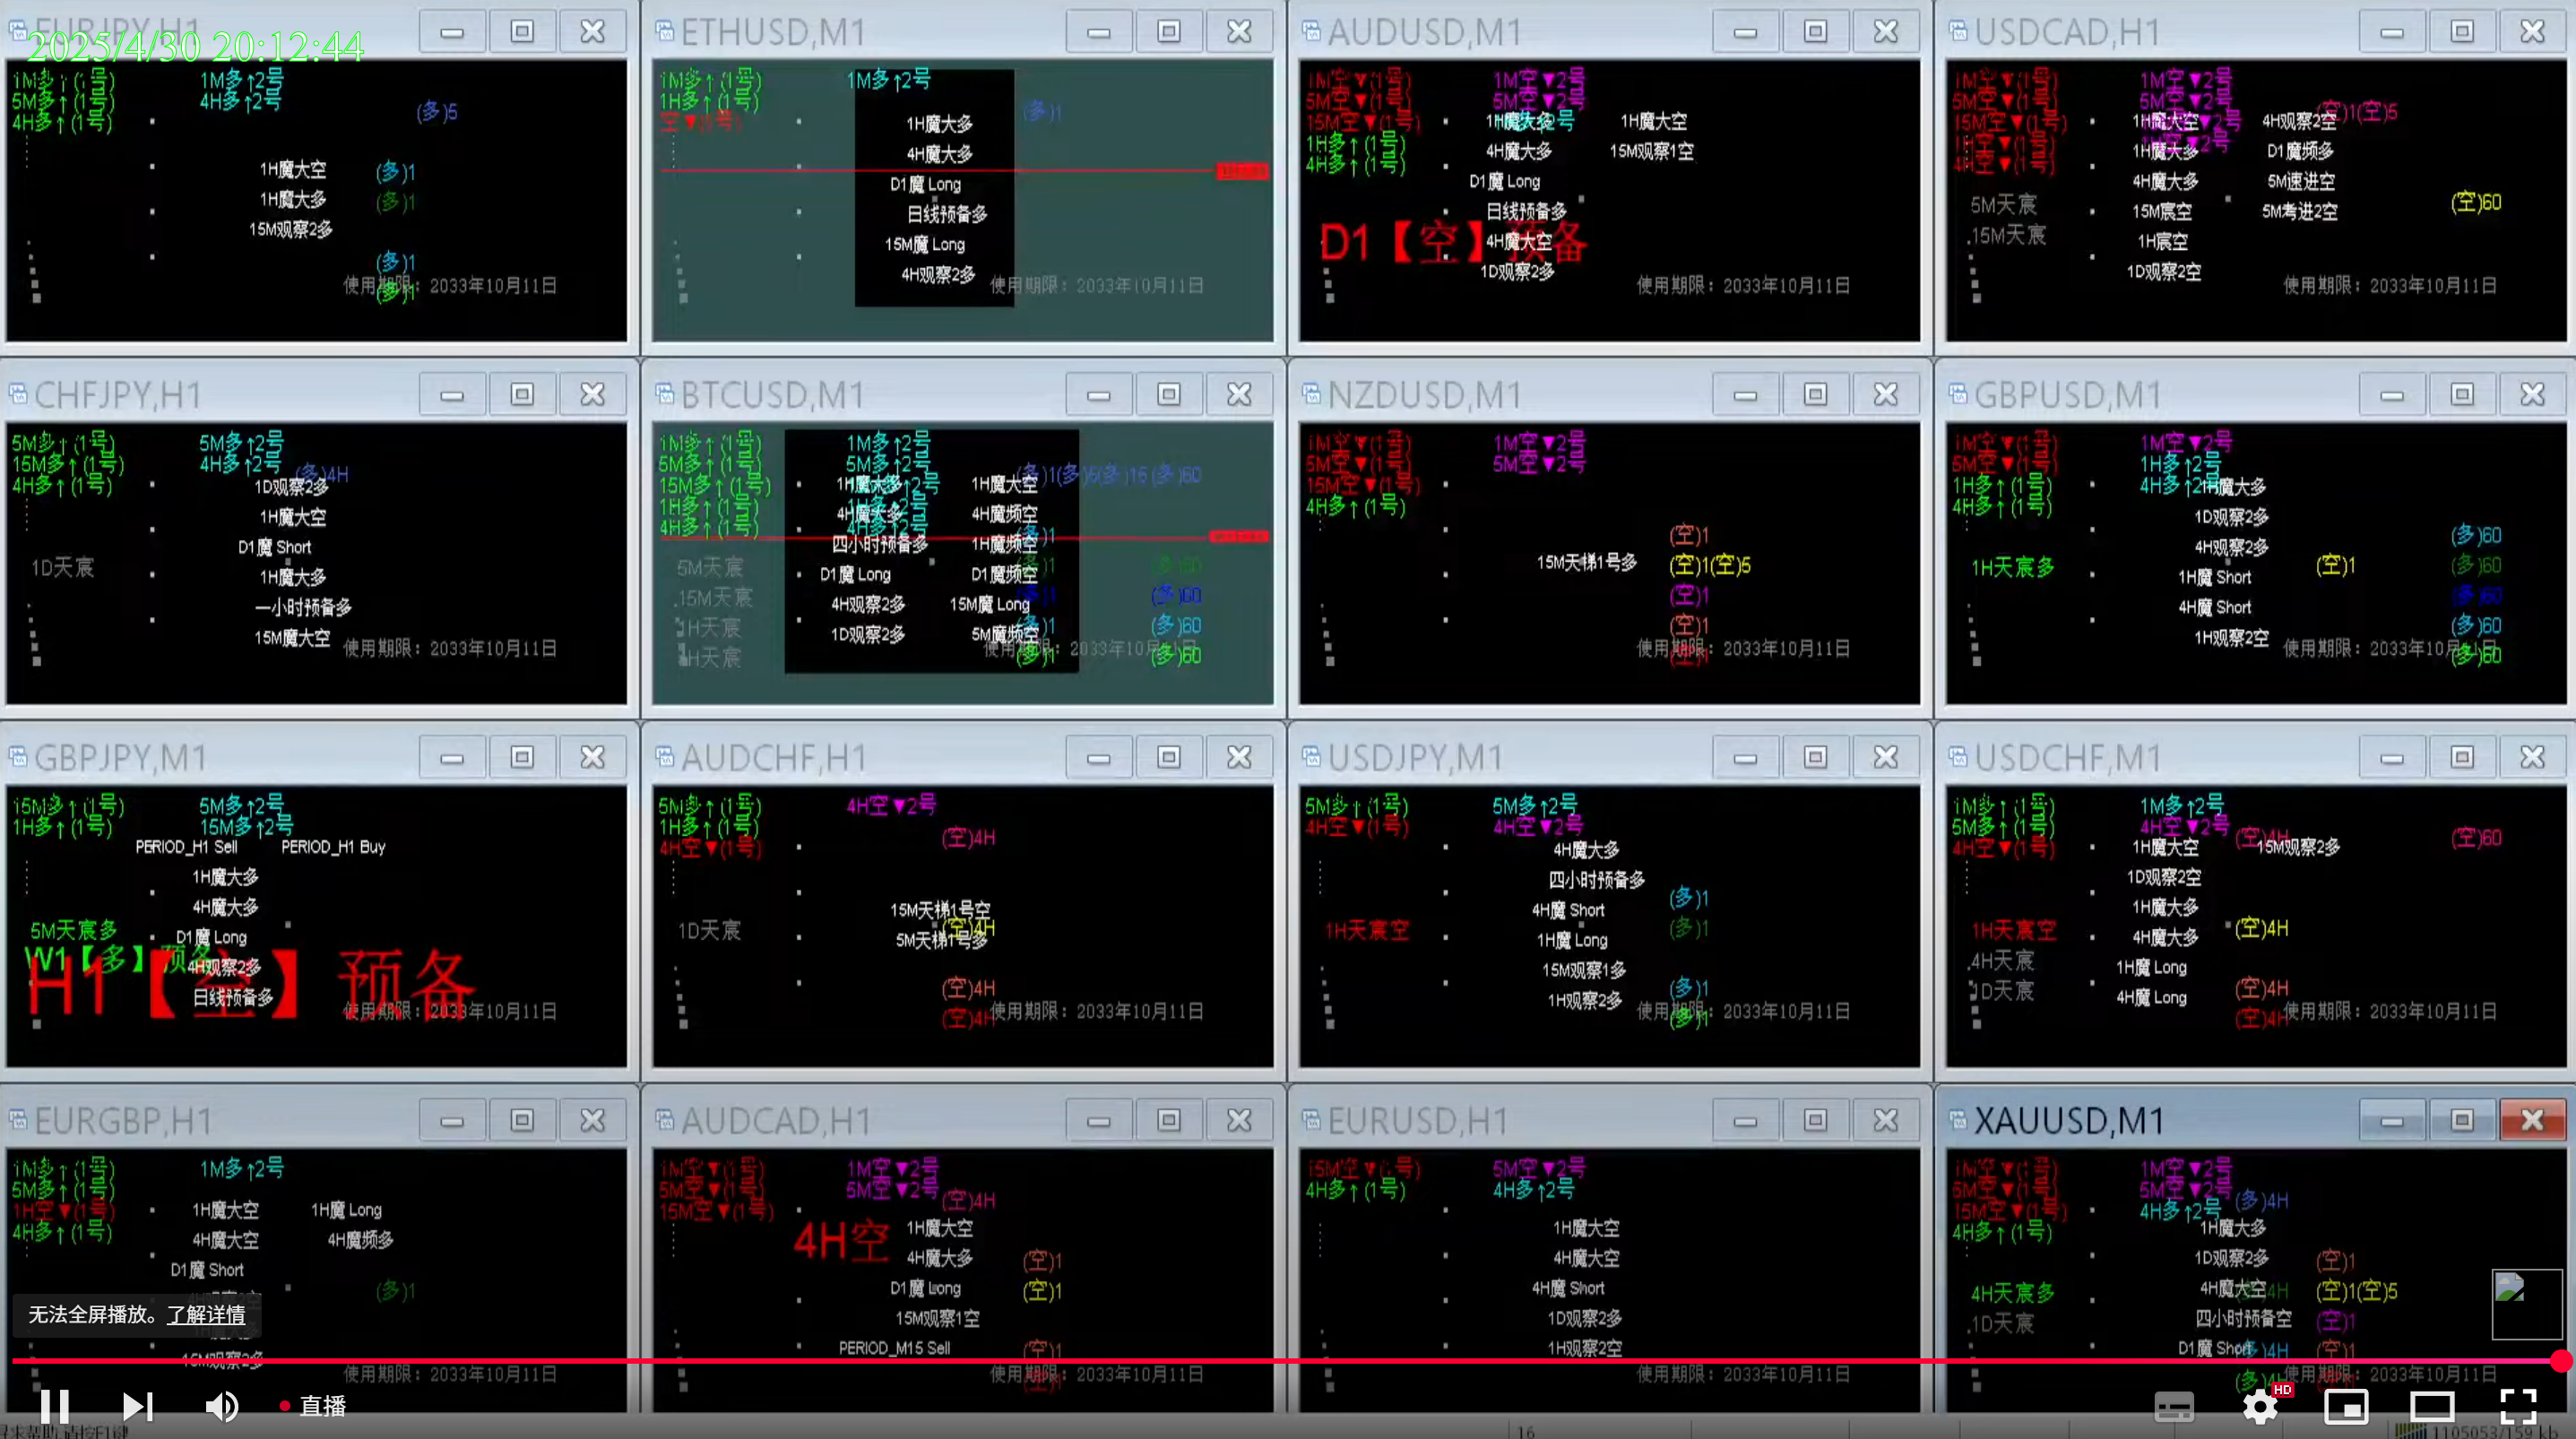 EURJPY,H1
2025/4/30 20:12:44
1M多↑(1号)
5M多↑(1号)
4H多↑(1号)
1M多↑2号
4H多↑2号
(多)5
1H魔大空
(多)1
1H魔大多
(多)1
15M观察2多
(多)1
(多)1
使用期限：2033年10月11日
ETHUSD,M1
1M多↑(1号)
1H多↑(1号)
空▼(1号)
1M多↑2号
(多)1
1H魔大多
4H魔大多
D1魔 Long
日线预备多
15M魔 Long
4H观察2多
使用期限：2033年10月11日
AUDUSD,M1
1M空▼(1号)
5M空▼(1号)
15M空▼(1号)
1H多↑(1号)
4H多↑(1号)
1M空▼2号
5M空▼2号
1H魔大多
1H魔大空
4H魔大多
15M观察1空
D1魔 Long
日线预备多
D1【空】预备
4H魔大空
1D观察2多
使用期限：2033年10月11日
USDCAD,H1
1M空▼(1号)
5M空▼(1号)
15M空▼(1号)
1H空▼(1号)
4H空▼(1号)
1M空▼2号
5M空▼2号
(空)1(空)5
1H魔大空
4H观察2空
1H魔大多
D1魔频多
4H魔大多
5M速进空
5M天宸
15M宸空
5M考进2空
(空)60
.15M天宸
1H宸空
1D观察2空
使用期限：2033年10月11日
CHFJPY,H1
5M多↑(1号)
15M多↑(1号)
4H多↑(1号)
5M多↑2号
4H多↑2号
(多)4H
1D观察2多
1H魔大空
D1魔 Short
1D天宸
1H魔大多
一小时预备多
15M魔大空
使用期限：2033年10月11日
BTCUSD,M1
1M多↑(1号)
5M多↑(1号)
15M多↑(1号)
1H多↑(1号)
4H多↑(1号)
1M多↑2号
5M多↑2号
(多)60
1H魔大多
1H魔大空
4H魔大多
4H魔频空
四小时预备多
1H魔频空
(多)1
5M天宸
D1魔 Long
D1魔频空
(多)60
.15M天宸
4H观察2多
15M魔 Long
(多)60
1H天宸
1D观察2多
5M魔频空
(多)60
4H天宸
(多)1
(多)60
NZDUSD,M1
1M空▼(1号)
5M空▼(1号)
15M空▼(1号)
4H多↑(1号)
1M空▼2号
5M空▼2号
(空)1
15M天梯1号多
(空)1(空)5
(空)1
(空)1
使用期限：2033年10月11日
GBPUSD,M1
1M空▼(1号)
5M空▼(1号)
1H多↑(1号)
4H多↑(1号)
1M空▼2号
1H多↑2号
4H多↑2号
1H魔大多
1D观察2多
4H观察2多
(多)60
1H天宸多
1H魔 Short
(空)1
(多)60
4H魔 Short
(多)60
1H观察2空
(多)60
(多)60
使用期限：2033年10月11日
GBPJPY,M1
15M多↑(1号)
1H多↑(1号)
5M多↑2号
15M多↑2号
PERIOD_H1 Sell
PERIOD_H1 Buy
1H魔大多
4H魔大多
5M天宸多
D1魔 Long
W1【多】预备
4H观察2多
H1【空】 预备
日线预备多
使用期限：2033年10月11日
AUDCHF,H1
5M多↑(1号)
1H多↑(1号)
4H空▼(1号)
4H空▼2号
(空)4H
15M天梯1号空
1D天宸
(空)4H
5M天梯1号多
(空)4H
(空)4H
使用期限：2033年10月11日
USDJPY,M1
5M多↑(1号)
4H空▼(1号)
5M多↑2号
4H空▼2号
4H魔大多
四小时预备多
(多)1
4H魔 Short
1H天宸空
1H魔 Long
(多)1
15M观察1多
1H观察2多
(多)1
(多)1
使用期限：2033年10月11日
USDCHF,M1
1M多↑(1号)
5M多↑(1号)
4H空▼(1号)
1M多↑2号
4H空▼2号
(空)4H
(空)60
1H魔大空
15M观察2多
1D观察2空
1H魔大多
1H天宸空
4H魔大多
(空)4H
.4H天宸
1H魔 Long
1D天宸
4H魔 Long
(空)4H
(空)4H
使用期限：2033年10月11日
EURGBP,H1
1M多↑(1号)
5M多↑(1号)
1H空▼(1号)
4H多↑(1号)
1M多↑2号
1H魔大空
1H魔 Long
4H魔大空
4H魔频多
D1魔 Short
(多)1
15M观察2多
使用期限：2033年10月11日
AUDCAD,H1
1M空▼(1号)
5M空▼(1号)
15M空▼(1号)
1M空▼2号
5M空▼2号
(空)4H
4H空
1H魔大空
4H魔大多
(空)1
D1魔 Long
(空)1
15M观察1空
PERIOD_M15 Sell
(空)1
使用期限：2033年10月11日
EURUSD,H1
15M空▼(1号)
4H多↑(1号)
5M空▼2号
4H多↑2号
1H魔大空
4H魔大空
4H魔 Short
1D观察2多
1H观察2空
使用期限：2033年10月11日
XAUUSD,M1
1M空▼(1号)
5M空▼(1号)
15M空▼(1号)
4H多↑(1号)
1M空▼2号
5M空▼2号
4H多↑2号
(多)4H
1H魔大多
1D观察2多
(空)1
4H天宸多
4H魔大空
(空)1(空)5
.1D天宸
四小时预备空
(空)1
D1魔 Short
(多)4H
(空)1
使用期限：2033年10月11日
无法全屏播放。了解详情
直播
HD
16
1105053/159 kb